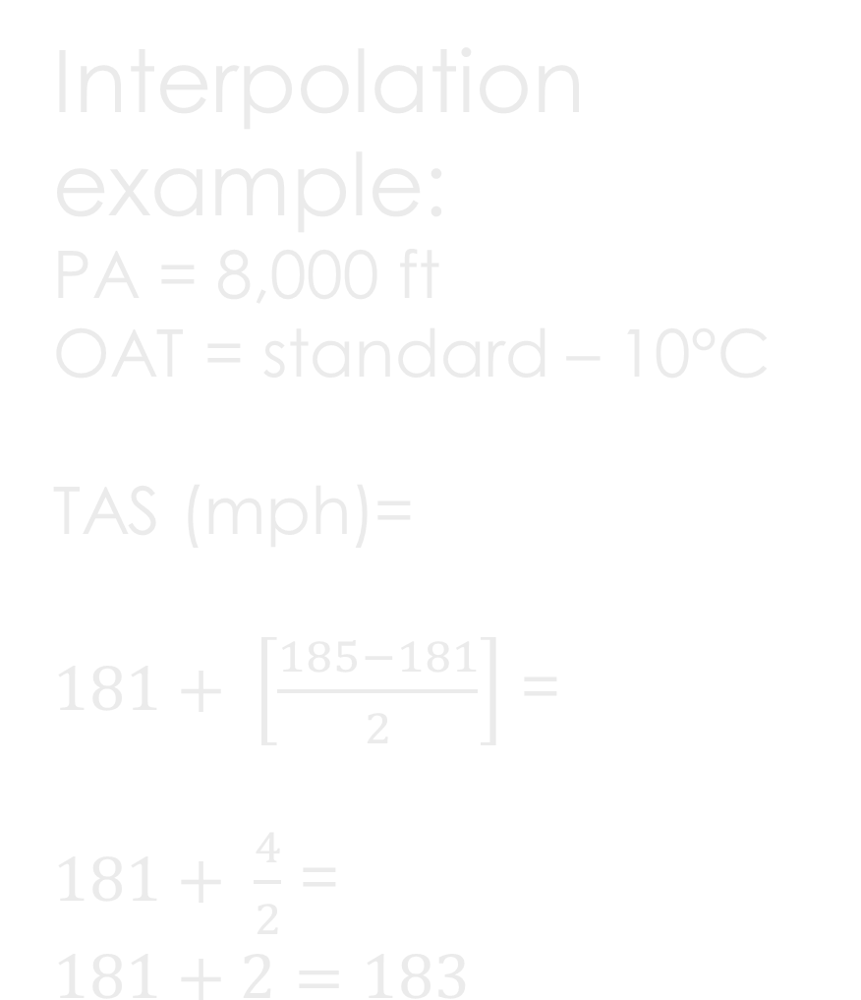 Interpolation
example:
PA = 8,000 ft
OAT = standard – 10°C
TAS (mph)=
181 + [185−181 / 2] =
181 + 4/2 =
181 + 2 = 183